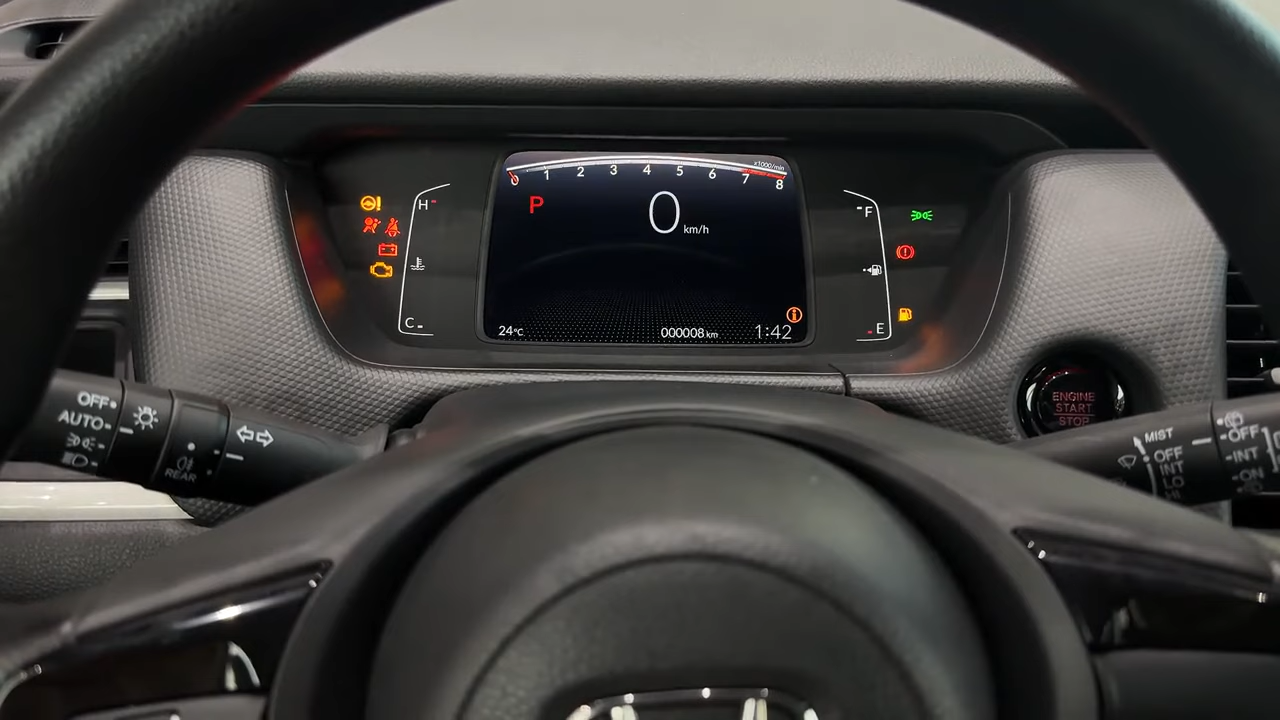 x1000/min
0 1 2 3 4 5 6 7 8
H
P
0 km/h
F
C
E
24°C
000008 km
1:42
ENGINE
START
STOP
OFF
AUTO
REAR
MIST
OFF
INT
LO
HI
OFF
INT
ON